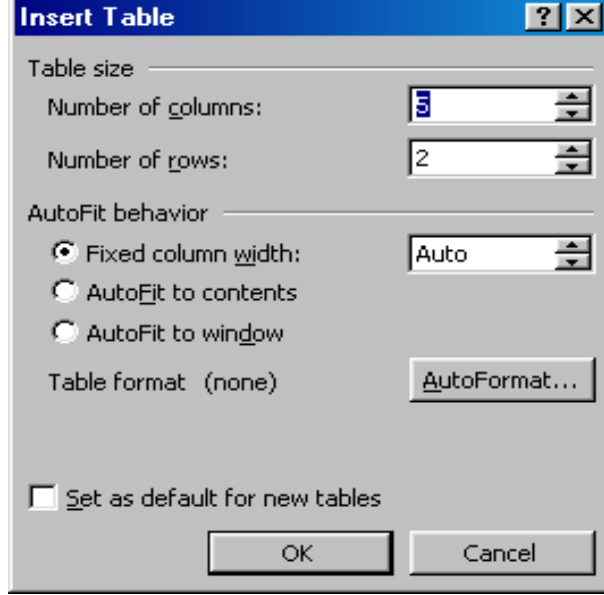 Insert Table
Table size
Number of columns: 5
Number of rows: 2
AutoFit behavior
Fixed column width: Auto
AutoFit to contents
AutoFit to window
Table format (none) AutoFormat...
Set as default for new tables
OK Cancel